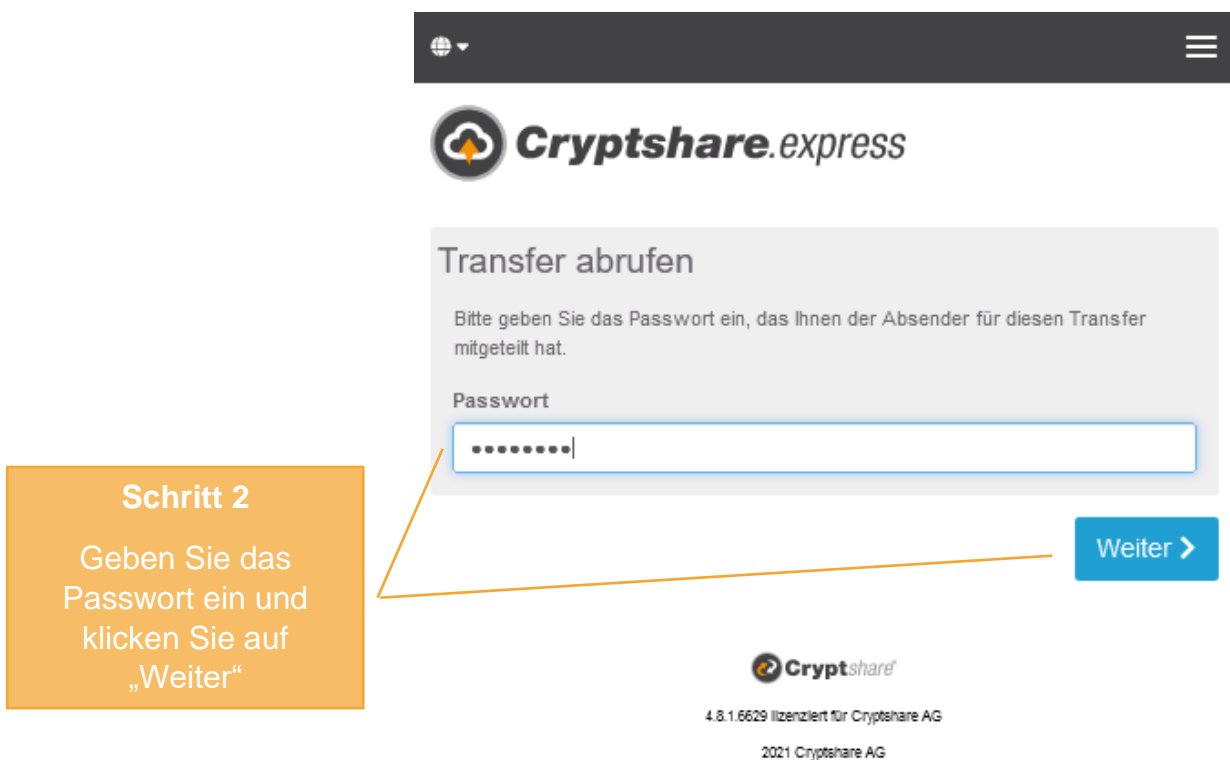 Cryptshare.express
Transfer abrufen
Bitte geben Sie das Passwort ein, das Ihnen der Absender für diesen Transfer
mitgeteilt hat.
Passwort
Weiter
Schritt 2
Geben Sie das
Passwort ein und
klicken Sie auf
„Weiter“
Cryptshare
4.8.1.6629 lizenziert für Cryptshare AG
2021 Cryptshare AG